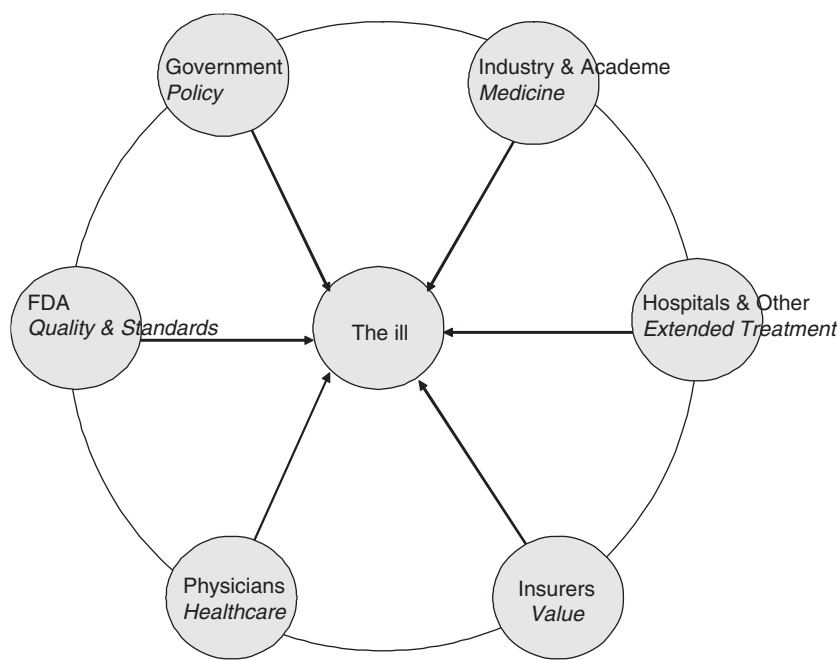 Government
Policy
Industry & Academe
Medicine
FDA
Quality & Standards
The ill
Hospitals & Other
Extended Treatment
Physicians
Healthcare
Insurers
Value